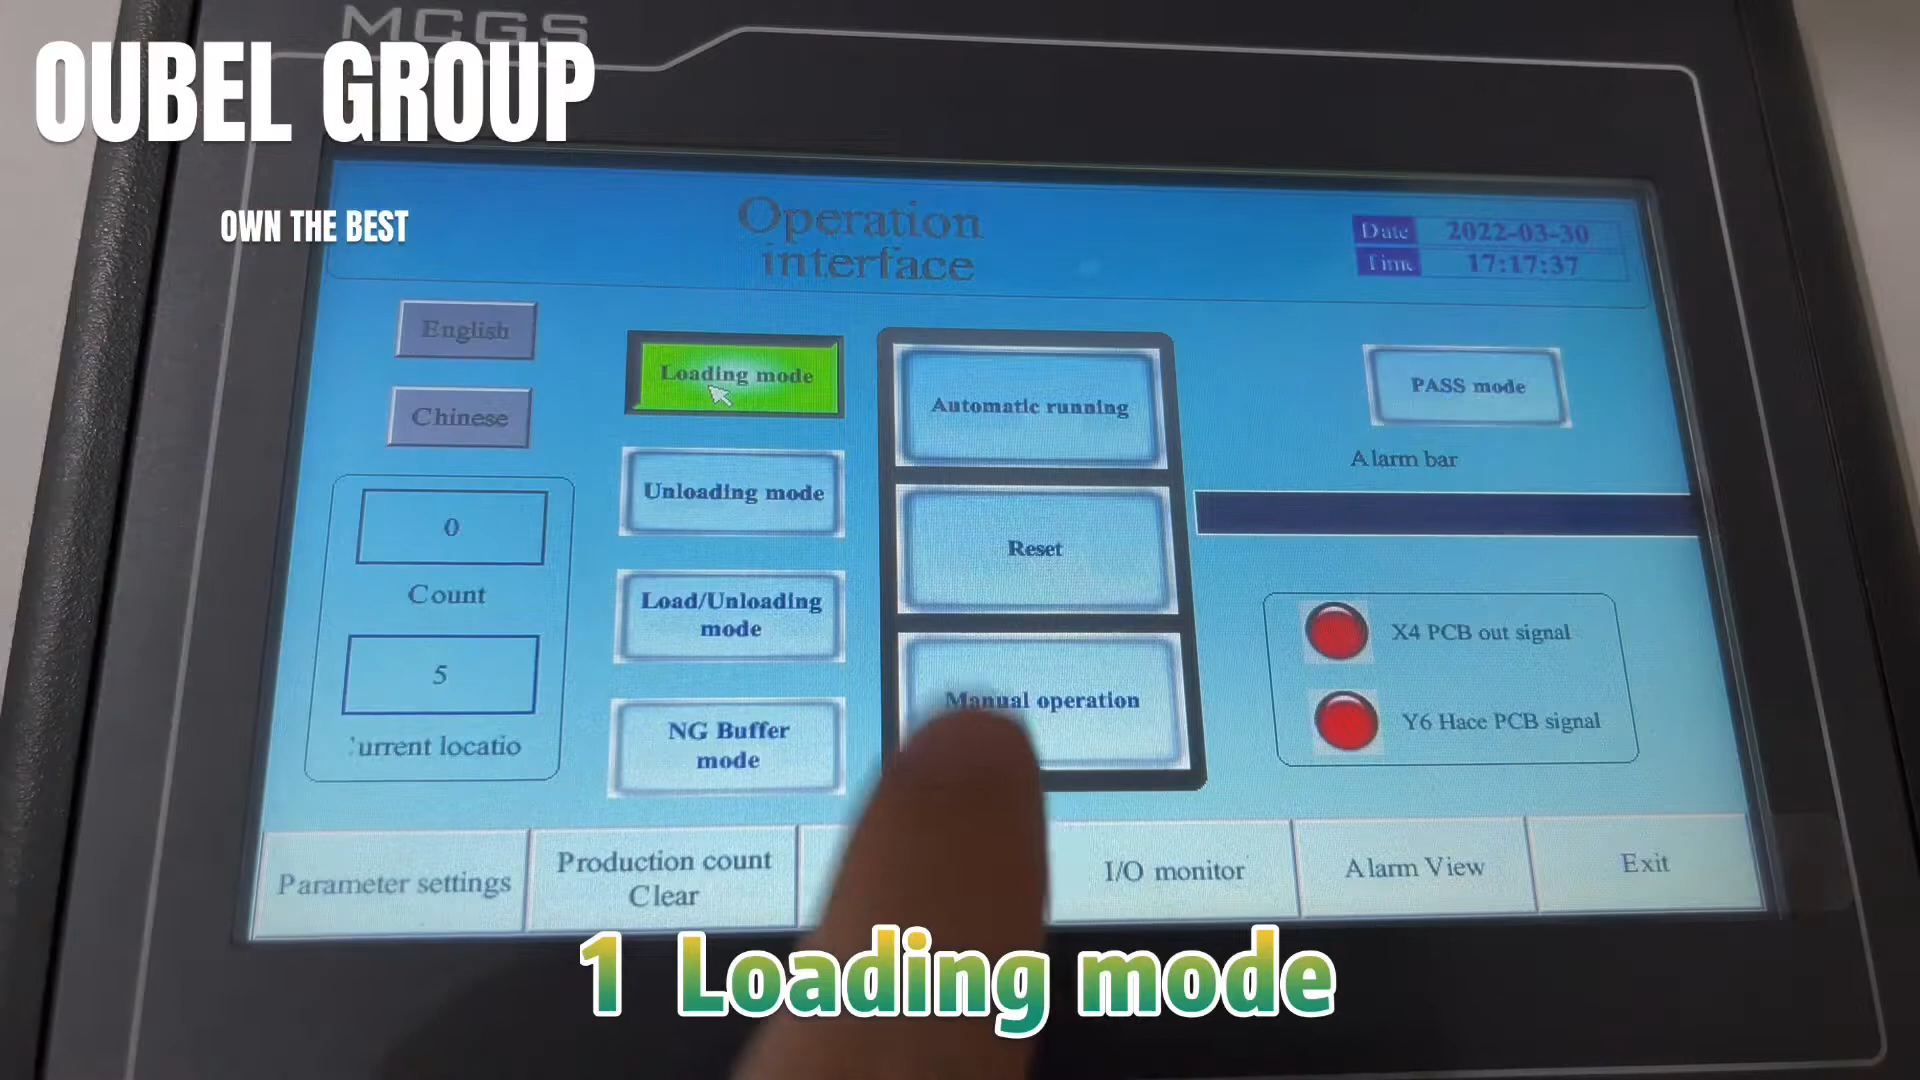 MCGS
OUBEL GROUP
OWN THE BEST
Operation
interface
Date 2022-03-30
Time 17:17:37
English
Chinese
Loading mode
Unloading mode
Load/Unloading
mode
NG Buffer
mode
Automatic running
Reset
Manual operation
PASS mode
Alarm bar
0
Count
5
urrent locatio
X4 PCB out signal
Y6 Hace PCB signal
Parameter settings
Production count
Clear
I/O monitor
Alarm View
Exit
1 Loading mode